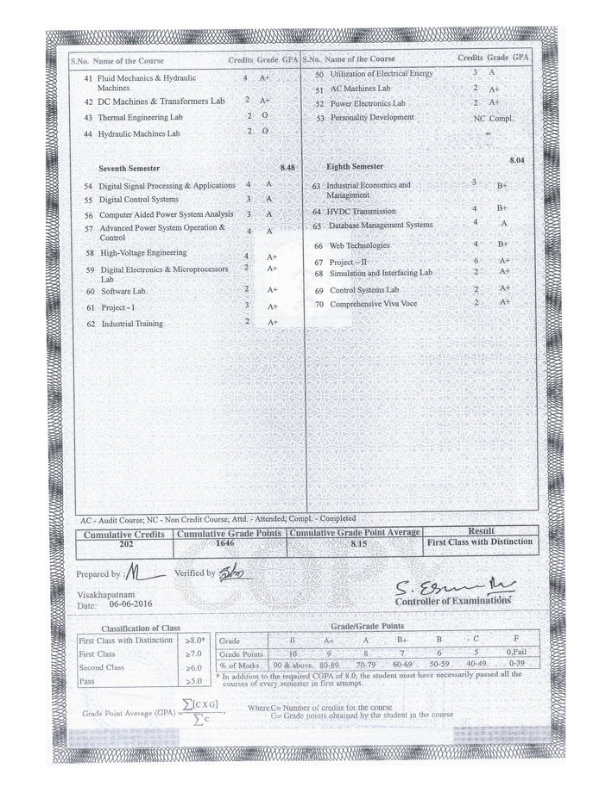 S.No. Name of the Course Credits Grade GPA
41 Fluid Mechanics & Hydraulic Machines 4 A+
42 DC Machines & Transformers Lab 2 A+
43 Thermal Engineering Lab 2 O
44 Hydraulic Machines Lab 2 O
Seventh Semester 8.48
54 Digital Signal Processing & Applications 4 A
55 Digital Control Systems 3 A
56 Computer Aided Power System Analysis 3 A
57 Advanced Power System Operation & Control 4 A
58 High-Voltage Engineering 4 A+
59 Digital Electronics & Microprocessors Lab 2 A+
60 Software Lab. 2 A+
61 Project - I 3 A+
62 Industrial Training 2 A+
S.No. Name of the Course Credits Grade GPA
50 Utilization of Electrical Energy 3 A
51 AC Machines Lab 2 A+
52 Power Electronics Lab 2 A+
53 Personality Development NC Compl.
Eighth Semester 8.04
63 Industrial Economics and Management 3 B+
64 HVDC Transmission 4 B+
65 Database Management Systems 4 A
66 Web Technologies 4 B+
67 Project - II 6 A+
68 Simulation and Interfacing Lab 2 A+
69 Control Systems Lab 2 A+
70 Comprehensive Viva Voce 2 A+
AC - Audit Course; NC - Non Credit Course; Attd. - Attended; Compl. - Completed
Cumulative Credits Cumulative Grade Points Cumulative Grade Point Average Result
202 1646 8.15 First Class with Distinction
COPY
Prepared by : Verified by
Visakhapatnam
Date: 06-06-2016
Controller of Examinations
Classification of Class
First Class with Distinction ≥8.0*
First Class ≥7.0
Second Class ≥6.0
Pass ≥5.0
Grade/Grade Points
Grade 0 A+ A B+ B C F
Grade Points 10 9 8 7 6 5 0,Fail
% of Marks 90 & above 80-89 70-79 60-69 50-59 40-49 0-39
* In addition to the required CGPA of 8.0, the student must have necessarily passed all the
courses of every semester in first attempt.
Grade Point Average (GPA) = ∑[C X G] / ∑C
Where C= Number of credits for the course
G= Grade points obtained by the student in the course